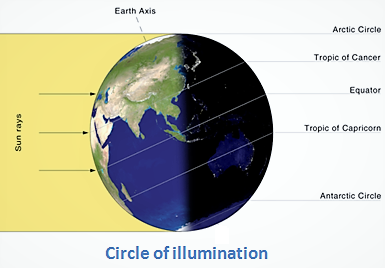 Earth Axis
Arctic Circle
Tropic of Cancer
Equator
Tropic of Capricorn
Antarctic Circle
Sun rays
Circle of illumination